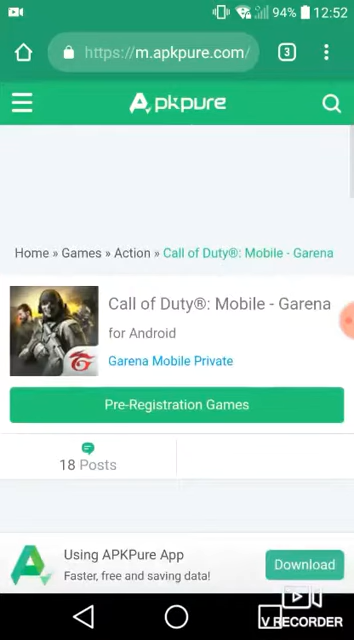 94% 12:52
https://m.apkpure.com/ 3
Apkpure
Home » Games » Action » Call of Duty®: Mobile - Garena
Call of Duty®: Mobile - Garena
for Android
Garena Mobile Private
Pre-Registration Games
18 Posts
Using APKPure App
Faster, free and saving data!
Download
V RECORDER